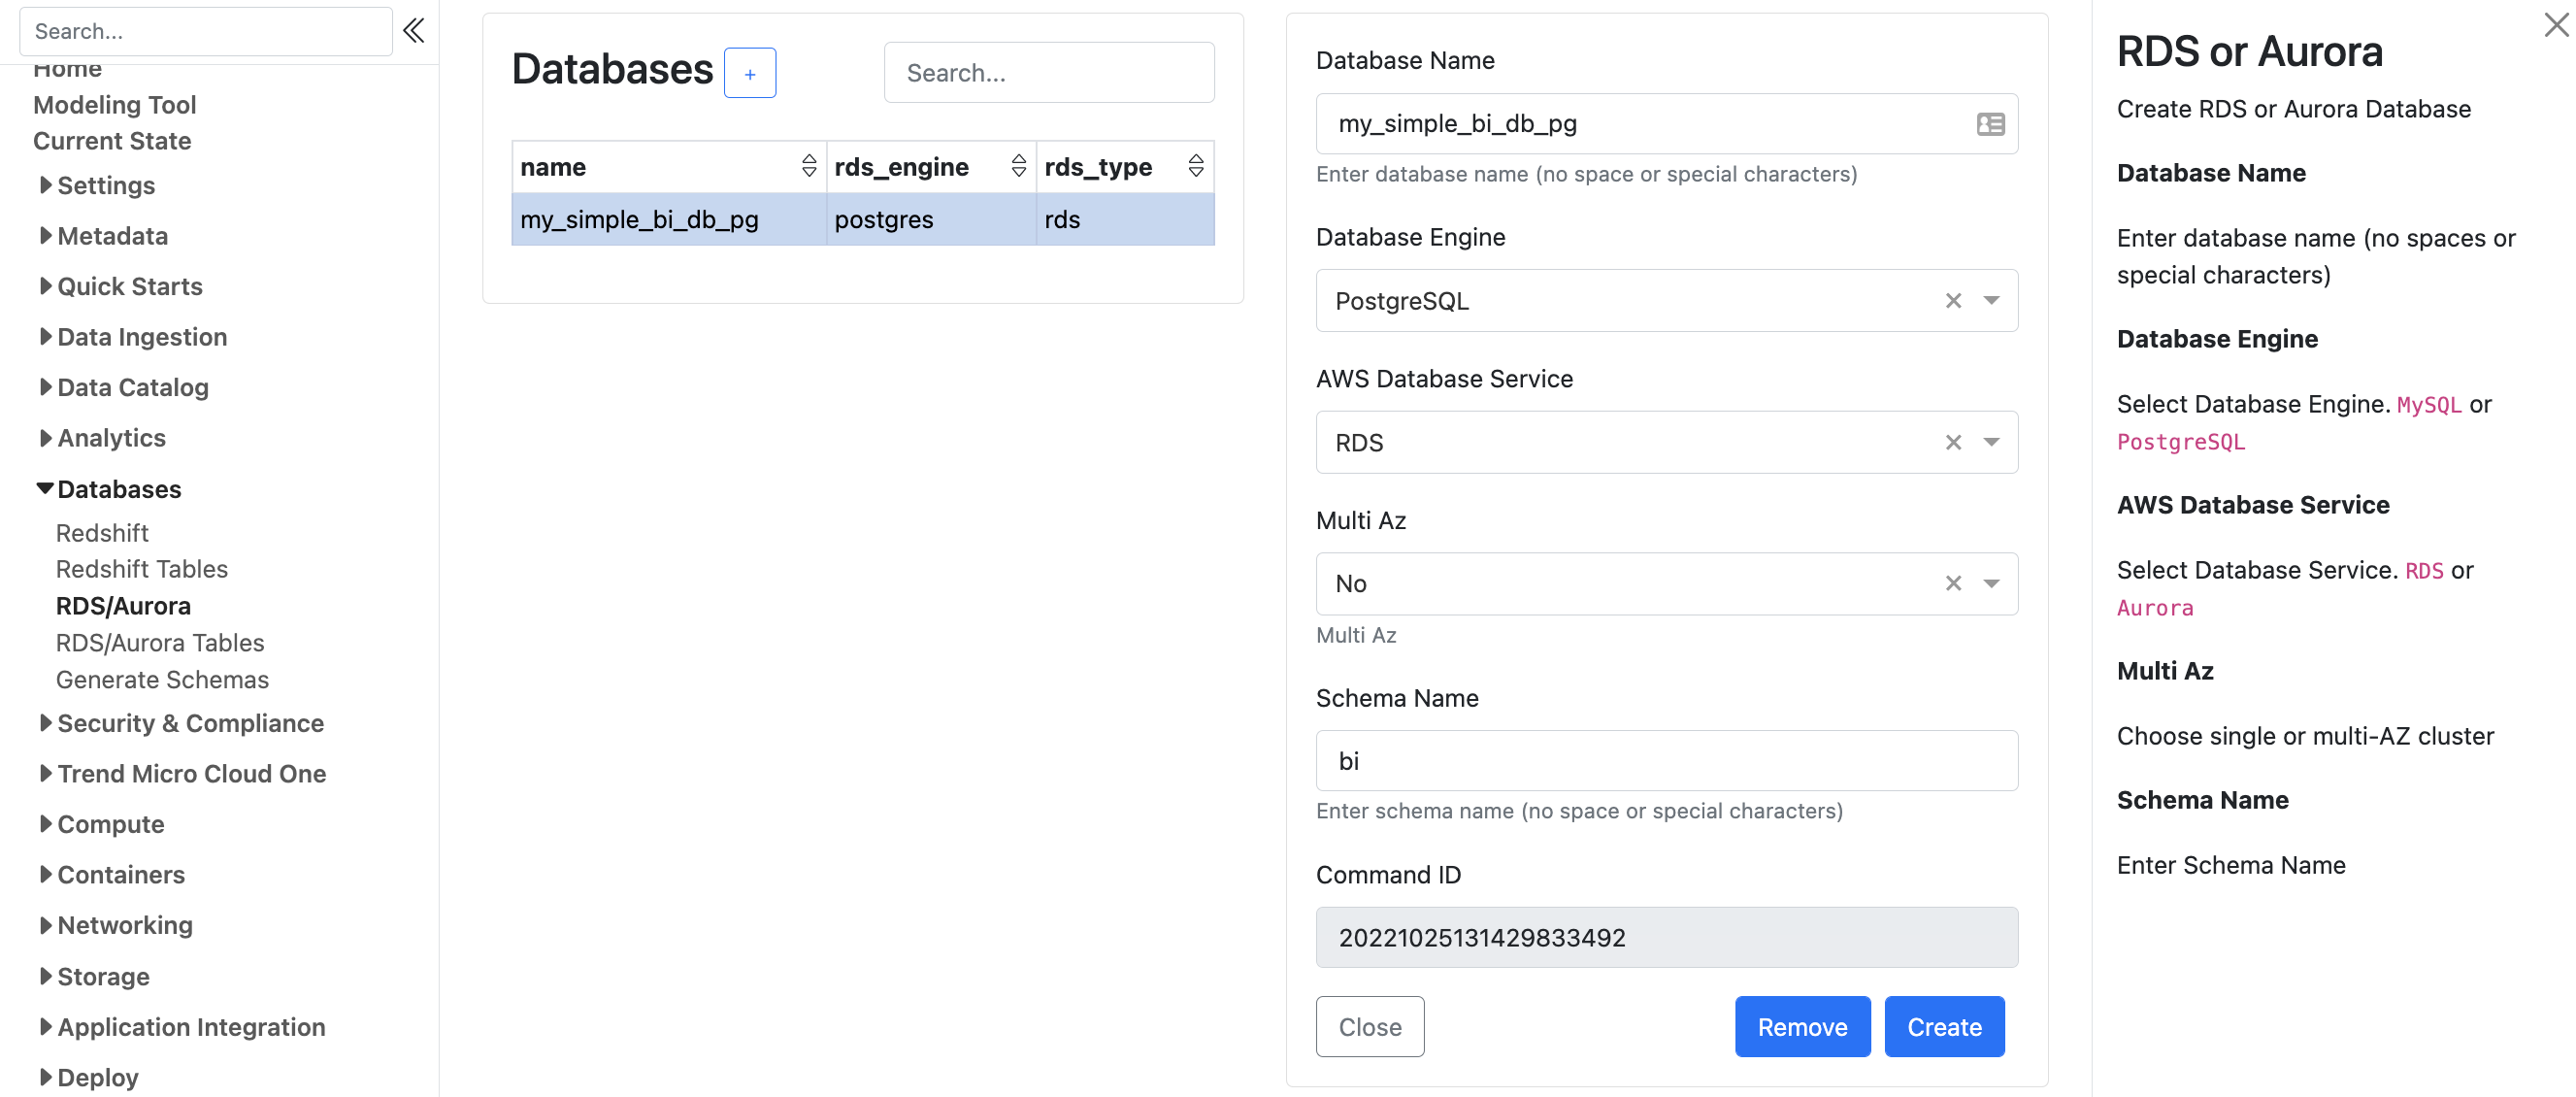 Search...
Home
Modeling Tool
Current State
Settings
Metadata
Quick Starts
Data Ingestion
Data Catalog
Analytics
Databases
Redshift
Redshift Tables
RDS/Aurora
RDS/Aurora Tables
Generate Schemas
Security & Compliance
Trend Micro Cloud One
Compute
Containers
Networking
Storage
Application Integration
Deploy
Databases +
Search...
name rds_engine rds_type
my_simple_bi_db_pg postgres rds
Database Name
my_simple_bi_db_pg
Enter database name (no space or special characters)
Database Engine
PostgreSQL
AWS Database Service
RDS
Multi Az
No
Multi Az
Schema Name
bi
Enter schema name (no space or special characters)
Command ID
20221025131429833492
Close Remove Create
RDS or Aurora
Create RDS or Aurora Database
Database Name
Enter database name (no spaces or
special characters)
Database Engine
Select Database Engine. MySQL or
PostgreSQL
AWS Database Service
Select Database Service. RDS or
Aurora
Multi Az
Choose single or multi-AZ cluster
Schema Name
Enter Schema Name